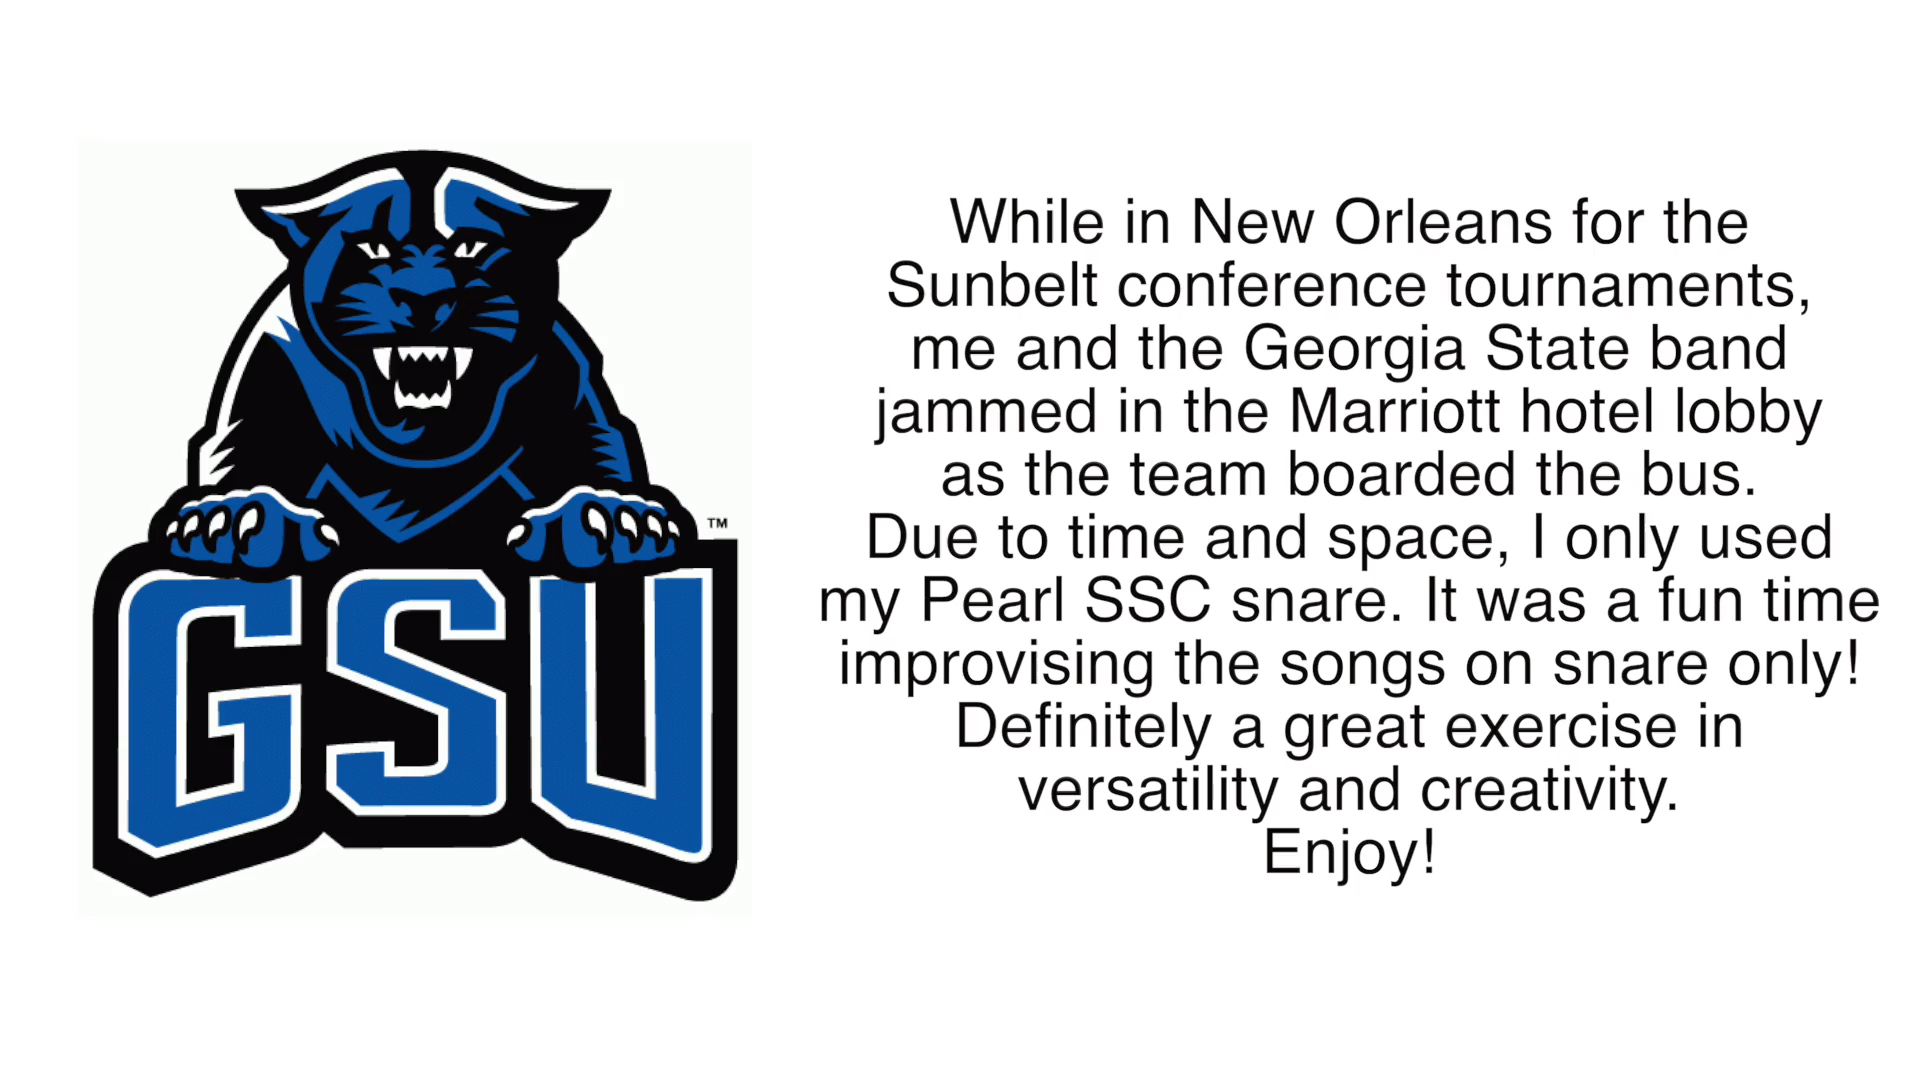 GSU
TM
While in New Orleans for the
Sunbelt conference tournaments,
me and the Georgia State band
jammed in the Marriott hotel lobby
as the team boarded the bus.
Due to time and space, I only used
my Pearl SSC snare. It was a fun time
improvising the songs on snare only!
Definitely a great exercise in
versatility and creativity.
Enjoy!